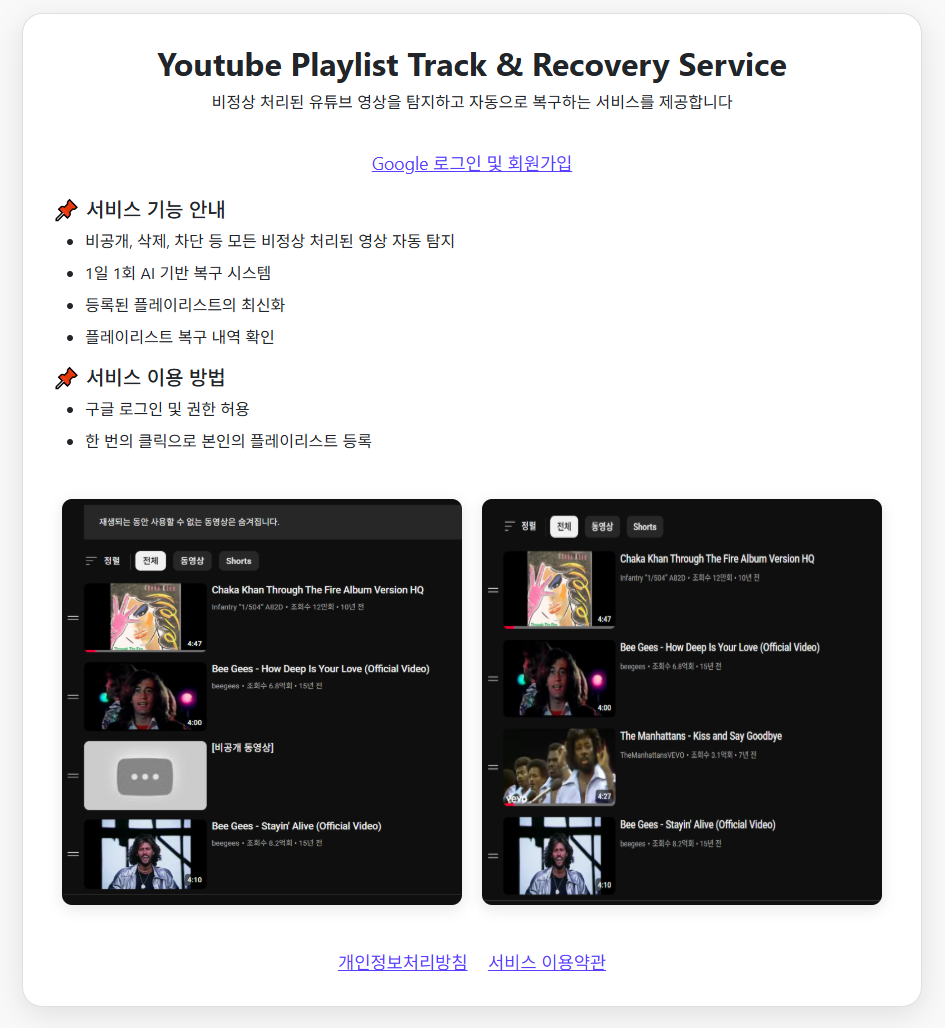 Youtube Playlist Track & Recovery Service
비정상 처리된 유튜브 영상을 탐지하고 자동으로 복구하는 서비스를 제공합니다
Google 로그인 및 회원가입
서비스 기능 안내
비공개, 삭제, 차단 등 모든 비정상 처리된 영상 자동 탐지
1일 1회 AI 기반 복구 시스템
등록된 플레이리스트의 최신화
플레이리스트 복구 내역 확인
서비스 이용 방법
구글 로그인 및 권한 허용
한 번의 클릭으로 본인의 플레이리스트 등록
재생되는 동안 사용할 수 없는 동영상은 숨겨집니다.
정렬 전체 동영상 Shorts
Chaka Khan Through The Fire Album Version HQ
Infantry "1/504" A82D • 조회수 12만회 • 10년 전
4:47
Bee Gees - How Deep Is Your Love (Official Video)
beegees • 조회수 6.8억회 • 15년 전
4:00
[비공개 동영상]
Bee Gees - Stayin' Alive (Official Video)
beegees • 조회수 8.2억회 • 15년 전
4:10
정렬 전체 동영상 Shorts
Chaka Khan Through The Fire Album Version HQ
Infantry "1/504" A82D • 조회수 12만회 • 10년 전
4:47
Bee Gees - How Deep Is Your Love (Official Video)
beegees • 조회수 6.8억회 • 15년 전
4:00
The Manhattans - Kiss and Say Goodbye
TheManhattansVEVO • 조회수 3.1억회 • 7년 전
vevo
4:27
Bee Gees - Stayin' Alive (Official Video)
beegees • 조회수 8.2억회 • 15년 전
4:10
개인정보처리방침 서비스 이용약관